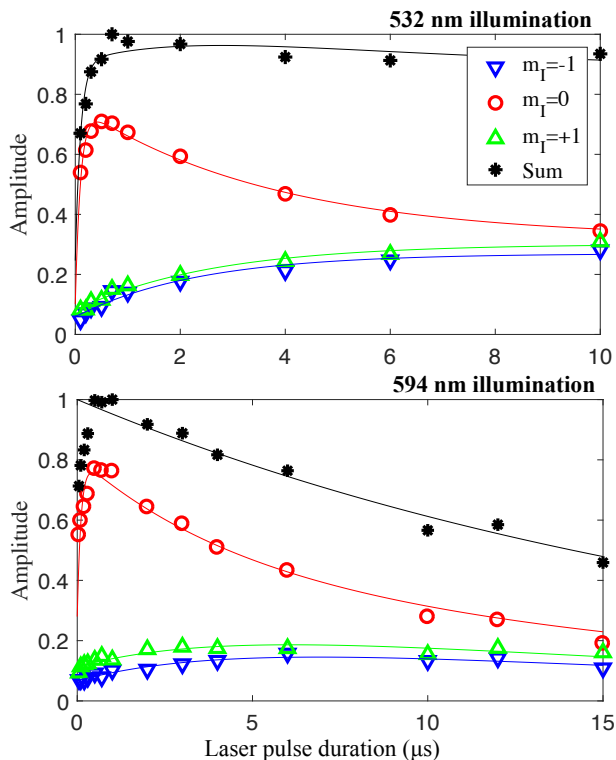 532 nm illumination
1
0.8
0.6
0.4
0.2
0
Amplitude
m_I=-1
m_I=0
m_I=+1
Sum
0 2 4 6 8 10
594 nm illumination
1
0.8
0.6
0.4
0.2
0
Amplitude
0 5 10 15
Laser pulse duration (μs)